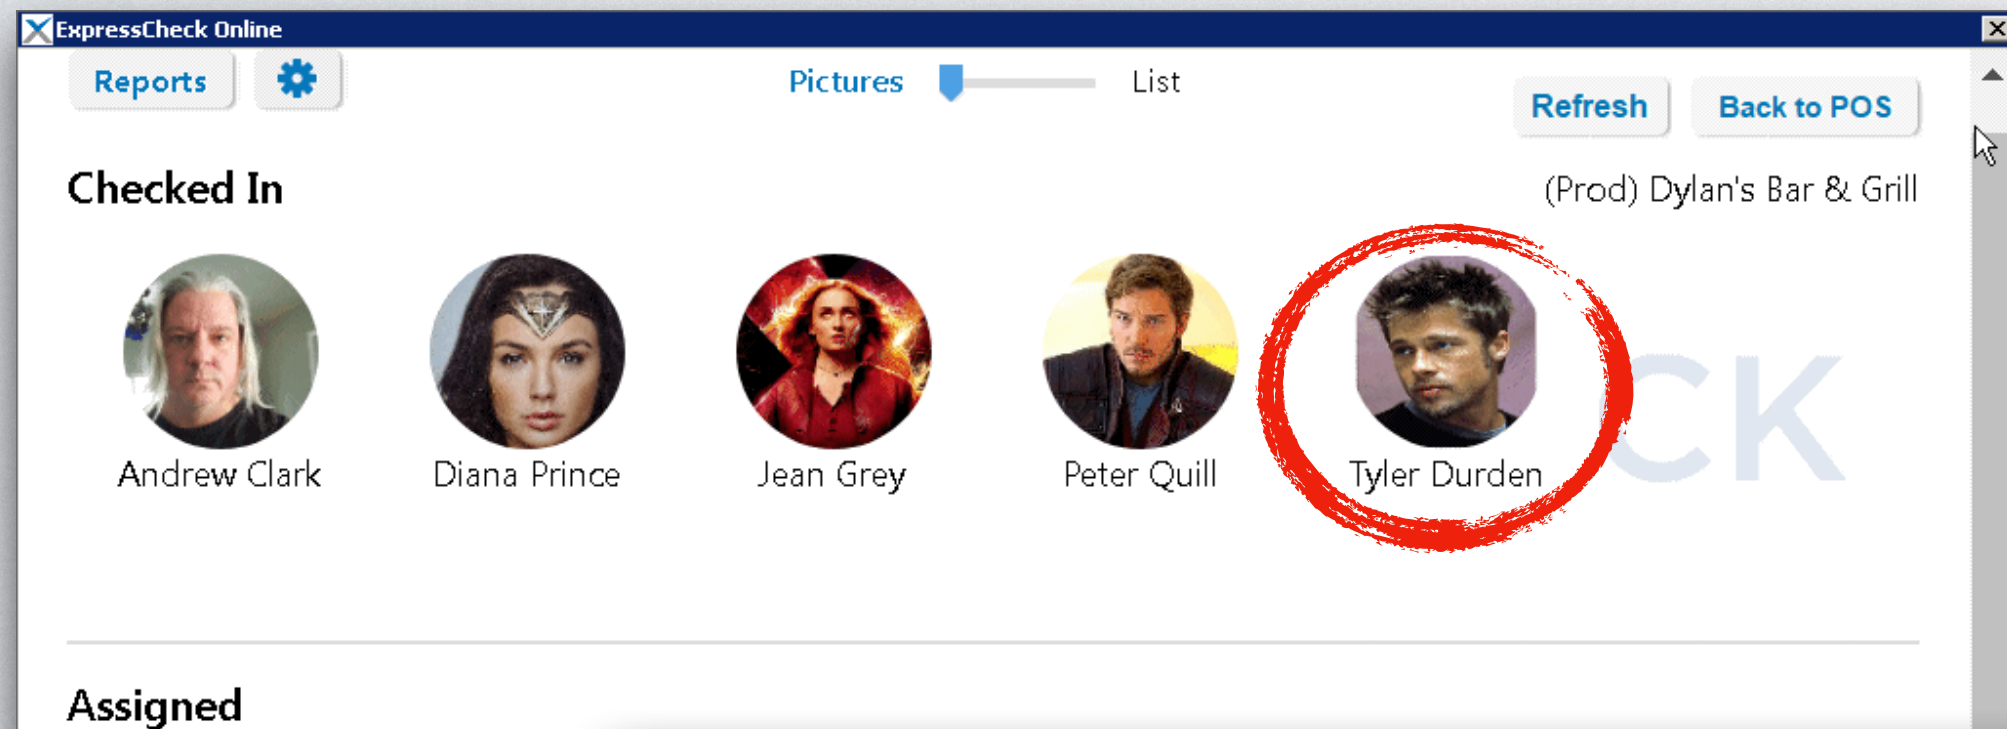 ExpressCheck Online
Reports
Pictures List
Refresh Back to POS
Checked In
(Prod) Dylan's Bar & Grill
CK
Andrew Clark Diana Prince Jean Grey Peter Quill Tyler Durden
Assigned